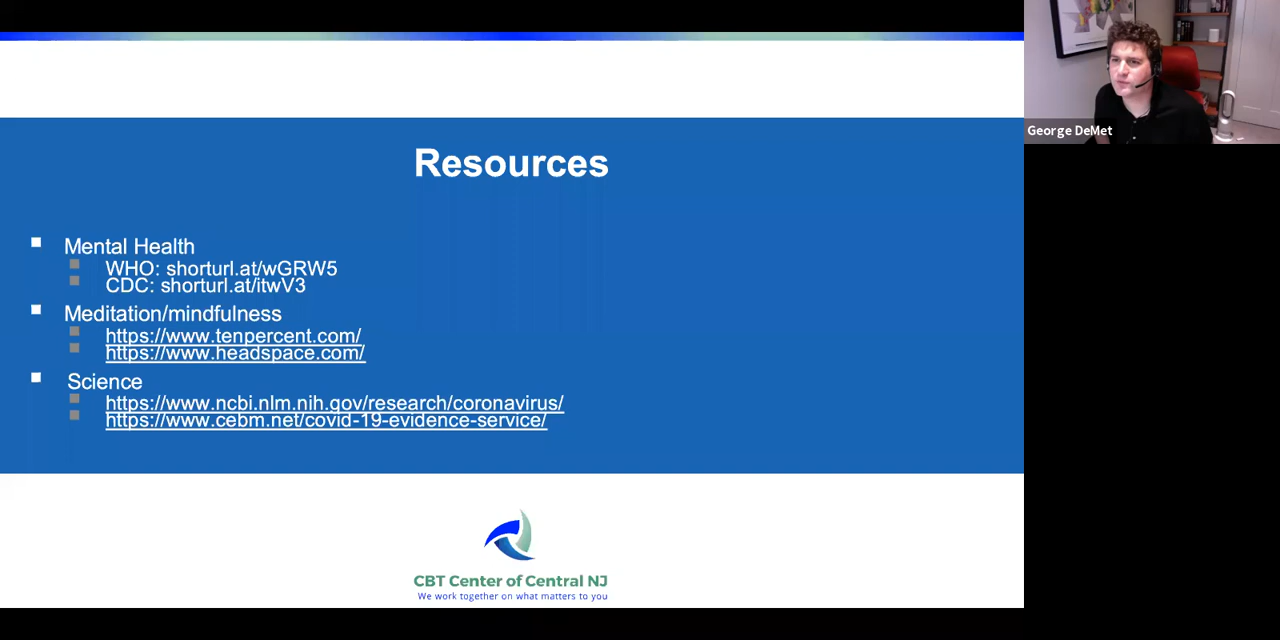 Resources
Mental Health
WHO: shorturl.at/wGRW5
CDC: shorturl.at/itwV3
Meditation/mindfulness
https://www.tenpercent.com/
https://www.headspace.com/
Science
https://www.ncbi.nlm.nih.gov/research/coronavirus/
https://www.cebm.net/covid-19-evidence-service/
CBT Center of Central NJ
We work together on what matters to you
George DeMet